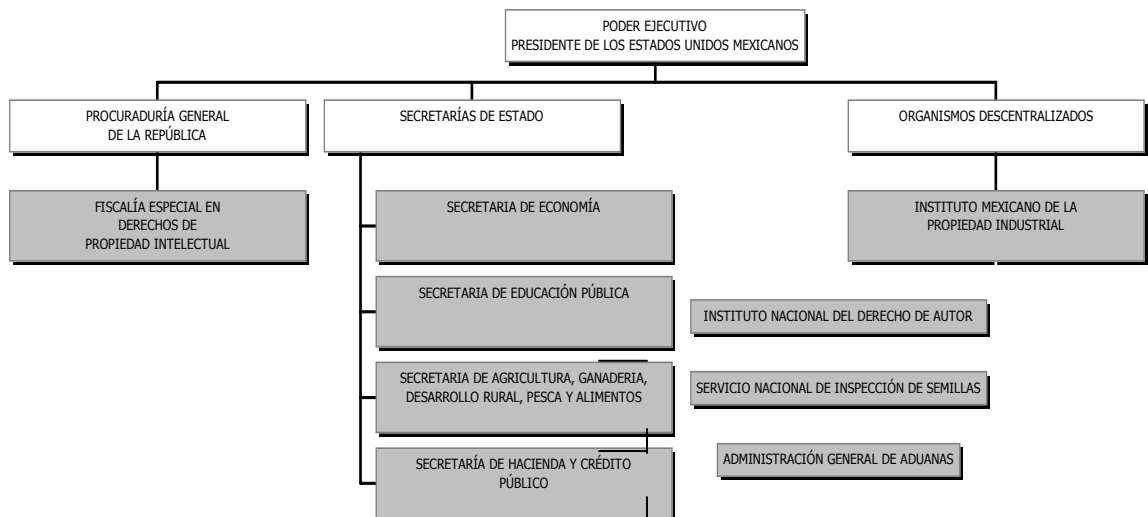 PODER EJECUTIVO
PRESIDENTE DE LOS ESTADOS UNIDOS MEXICANOS
PROCURADURÍA GENERAL
DE LA REPÚBLICA
SECRETARÍAS DE ESTADO
ORGANISMOS DESCENTRALIZADOS
FISCALÍA ESPECIAL EN
DERECHOS DE
PROPIEDAD INTELECTUAL
SECRETARIA DE ECONOMÍA
INSTITUTO MEXICANO DE LA
PROPIEDAD INDUSTRIAL
SECRETARIA DE EDUCACIÓN PÚBLICA
INSTITUTO NACIONAL DEL DERECHO DE AUTOR
SECRETARIA DE AGRICULTURA, GANADERIA,
DESARROLLO RURAL, PESCA Y ALIMENTOS
SERVICIO NACIONAL DE INSPECCIÓN DE SEMILLAS
SECRETARÍA DE HACIENDA Y CRÉDITO
PÚBLICO
ADMINISTRACIÓN GENERAL DE ADUANAS